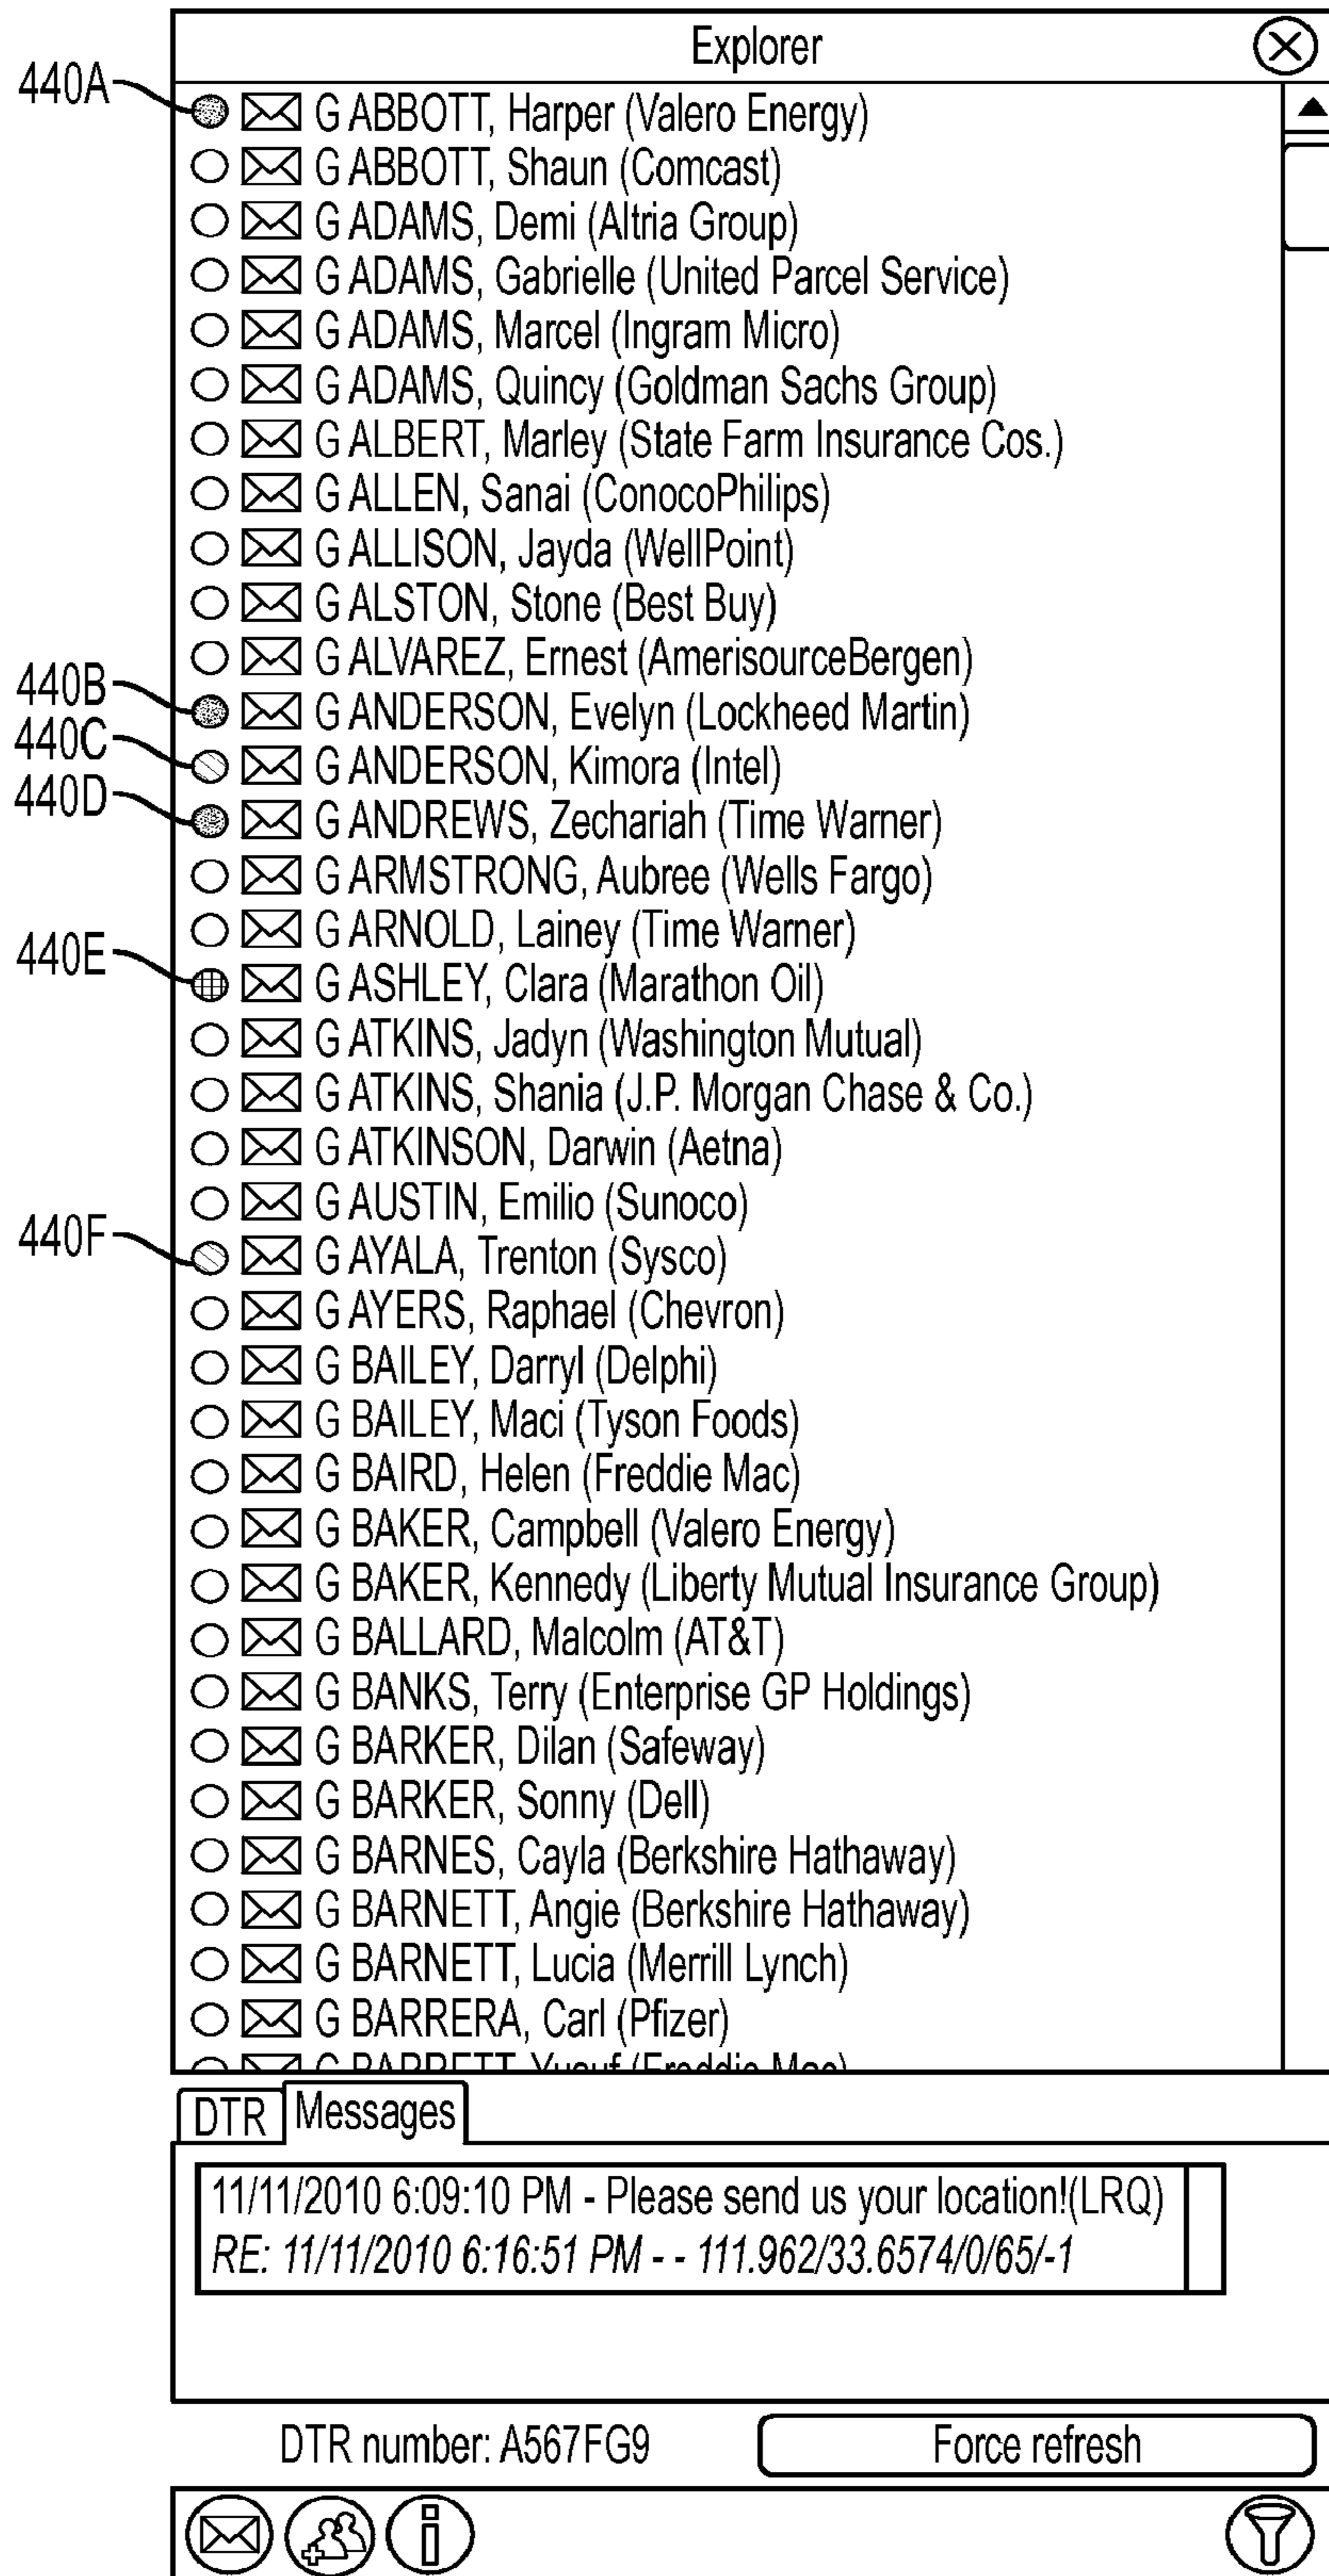 Explorer
440A
G ABBOTT, Harper (Valero Energy)
G ABBOTT, Shaun (Comcast)
G ADAMS, Demi (Altria Group)
G ADAMS, Gabrielle (United Parcel Service)
G ADAMS, Marcel (Ingram Micro)
G ADAMS, Quincy (Goldman Sachs Group)
G ALBERT, Marley (State Farm Insurance Cos.)
G ALLEN, Sanai (ConocoPhilips)
G ALLISON, Jayda (WellPoint)
G ALSTON, Stone (Best Buy)
G ALVAREZ, Ernest (AmerisourceBergen)
440B
G ANDERSON, Evelyn (Lockheed Martin)
440C
G ANDERSON, Kimora (Intel)
440D
G ANDREWS, Zechariah (Time Warner)
G ARMSTRONG, Aubree (Wells Fargo)
G ARNOLD, Lainey (Time Warner)
440E
G ASHLEY, Clara (Marathon Oil)
G ATKINS, Jadyn (Washington Mutual)
G ATKINS, Shania (J.P. Morgan Chase & Co.)
G ATKINSON, Darwin (Aetna)
G AUSTIN, Emilio (Sunoco)
440F
G AYALA, Trenton (Sysco)
G AYERS, Raphael (Chevron)
G BAILEY, Darryl (Delphi)
G BAILEY, Maci (Tyson Foods)
G BAIRD, Helen (Freddie Mac)
G BAKER, Campbell (Valero Energy)
G BAKER, Kennedy (Liberty Mutual Insurance Group)
G BALLARD, Malcolm (AT&T)
G BANKS, Terry (Enterprise GP Holdings)
G BARKER, Dilan (Safeway)
G BARKER, Sonny (Dell)
G BARNES, Cayla (Berkshire Hathaway)
G BARNETT, Angie (Berkshire Hathaway)
G BARNETT, Lucia (Merrill Lynch)
G BARRERA, Carl (Pfizer)
G BARRETT, Yusuf (Freddie Mac)
DTR Messages
11/11/2010 6:09:10 PM - Please send us your location!(LRQ)
RE: 11/11/2010 6:16:51 PM - - 111.962/33.6574/0/65/-1
DTR number: A567FG9 Force refresh